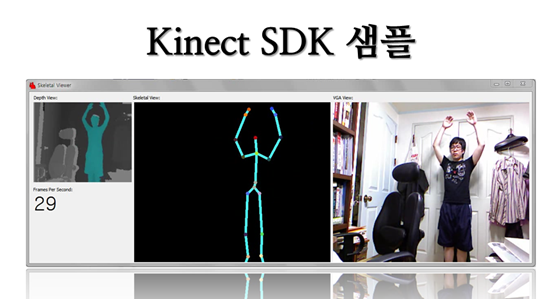 Kinect SDK 샘플
Skeletal Viewer
Depth View:
Skeletal View:
VGA View:
Frames Per Second:
29